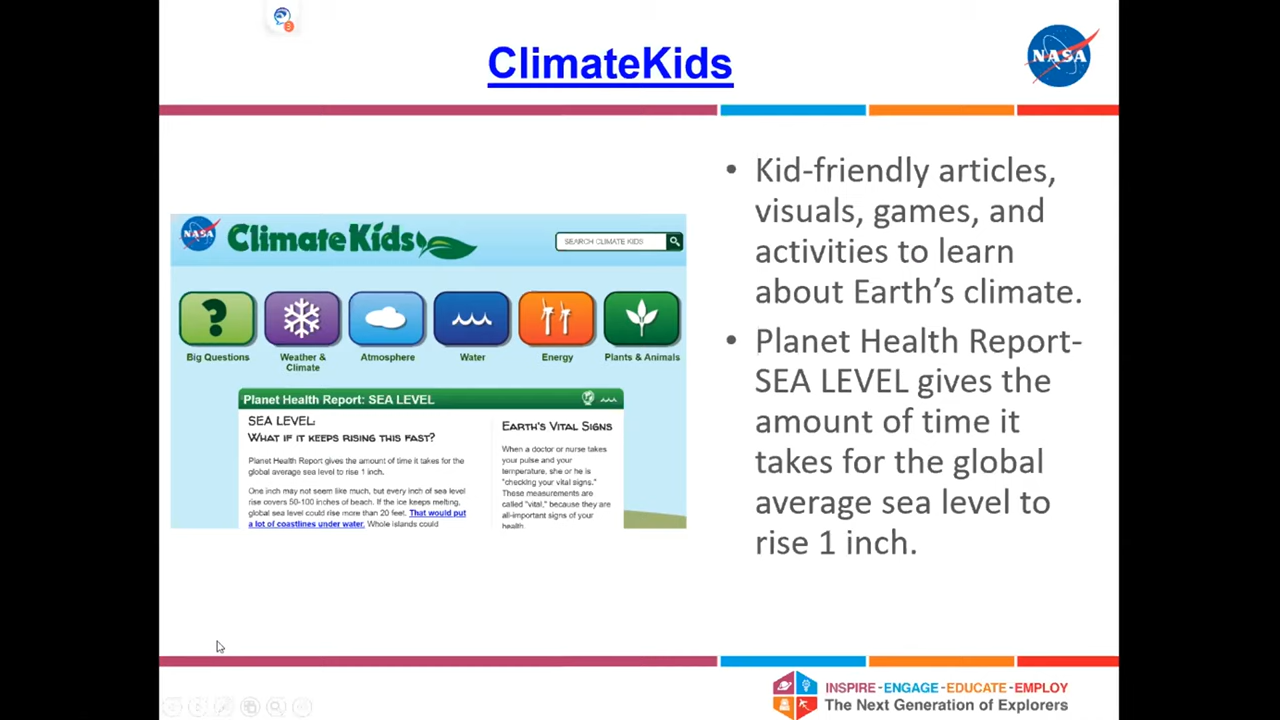 ClimateKids
NASA
• Kid-friendly articles,
visuals, games, and
activities to learn
about Earth's climate.
• Planet Health Report-
SEA LEVEL gives the
amount of time it
takes for the global
average sea level to
rise 1 inch.
NASA
ClimateKids
SEARCH CLIMATE KIDS
?
Big Questions
Weather &
Climate
Atmosphere
Water
Energy
Plants & Animals
Planet Health Report: SEA LEVEL
SEA LEVEL:
WHAT IF IT KEEPS RISING THIS FAST?
Planet Health Report gives the amount of time it takes for the
global average sea level to rise 1 inch.
One inch may not seem like much, but every inch of sea level
rise covers 50-100 inches of beach. If the ice keeps melting,
global sea level could rise more than 20 feet. That would put
a lot of coastlines under water. Whole islands could
EARTH'S VITAL SIGNS
When a doctor or nurse takes
your pulse and your
temperature, she or he is
"checking your vital signs."
These measurements are
called "vital," because they are
all-important signs of your
health.
INSPIRE - ENGAGE - EDUCATE - EMPLOY
The Next Generation of Explorers